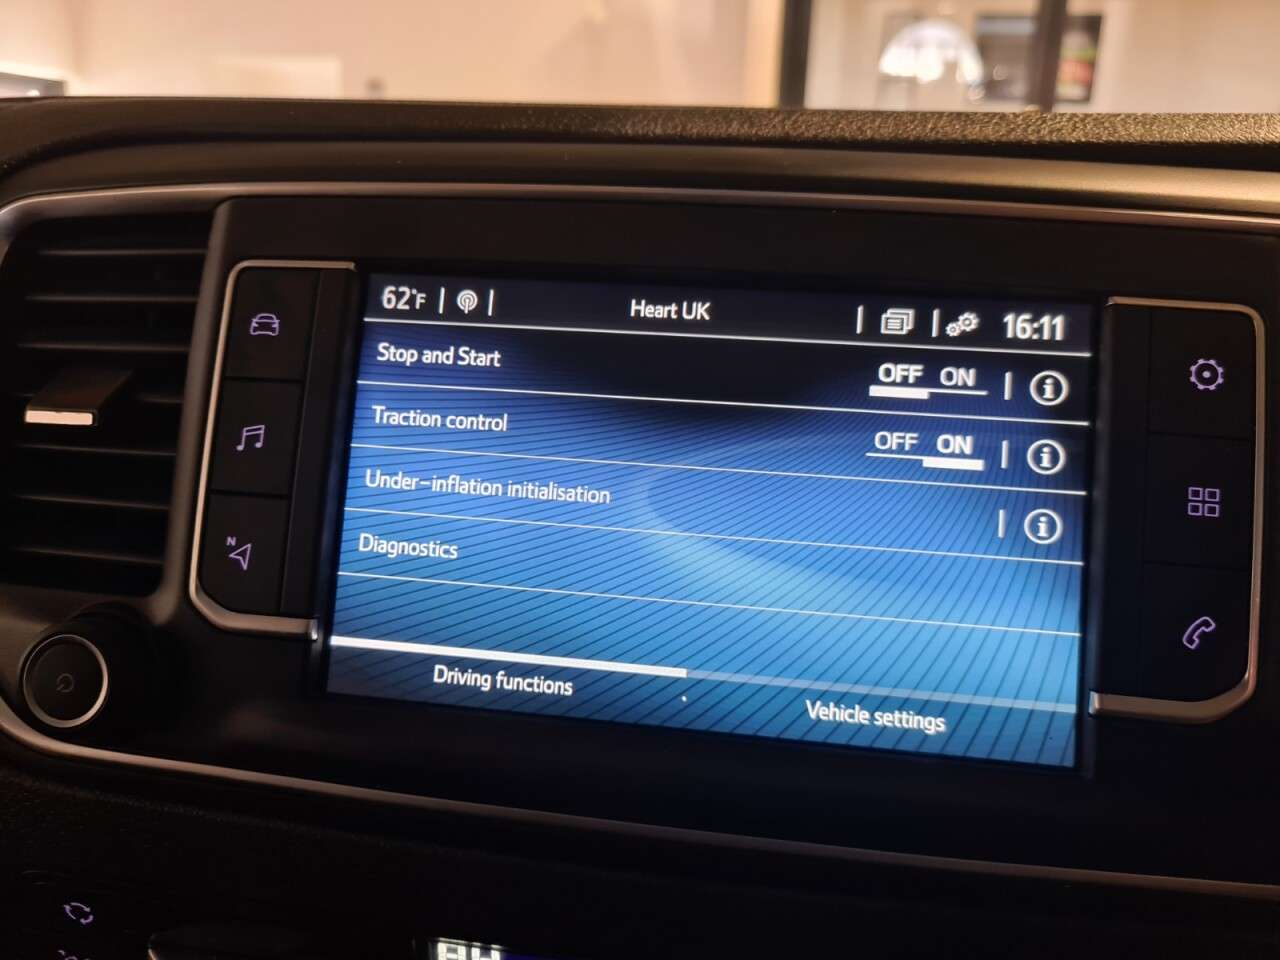 62°F Heart UK 16:11
Stop and Start OFF ON
Traction control OFF ON
Under-inflation initialisation
Diagnostics
Driving functions
Vehicle settings
N